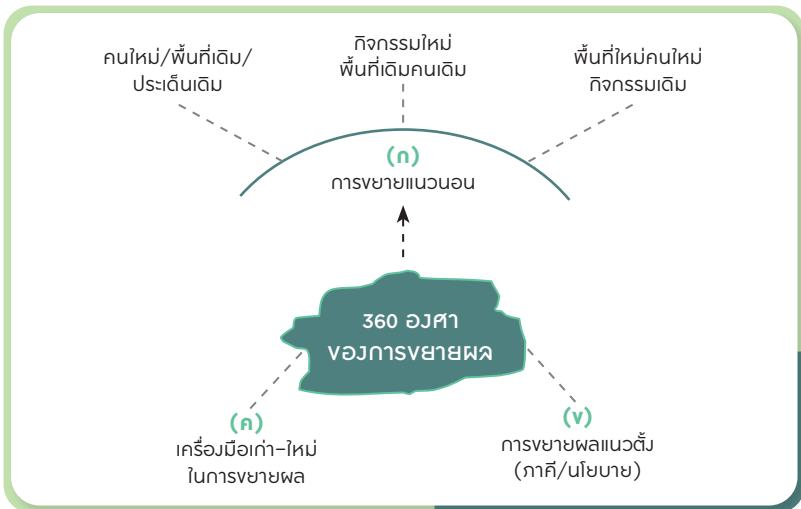 คนใหม่/พื้นที่เดิม/
ประเด็นเดิม
กิจกรรมใหม่
พื้นที่เดิมคนเดิม
พื้นที่ใหม่คนใหม่
กิจกรรมเดิม
(ก)
การขยายแนวนอน
360 องศา
ของการขยายผล
(ค)
เครื่องมือเก่า-ใหม่
ในการขยายผล
(ข)
การขยายผลแนวตั้ง
(ภาคี/นโยบาย)